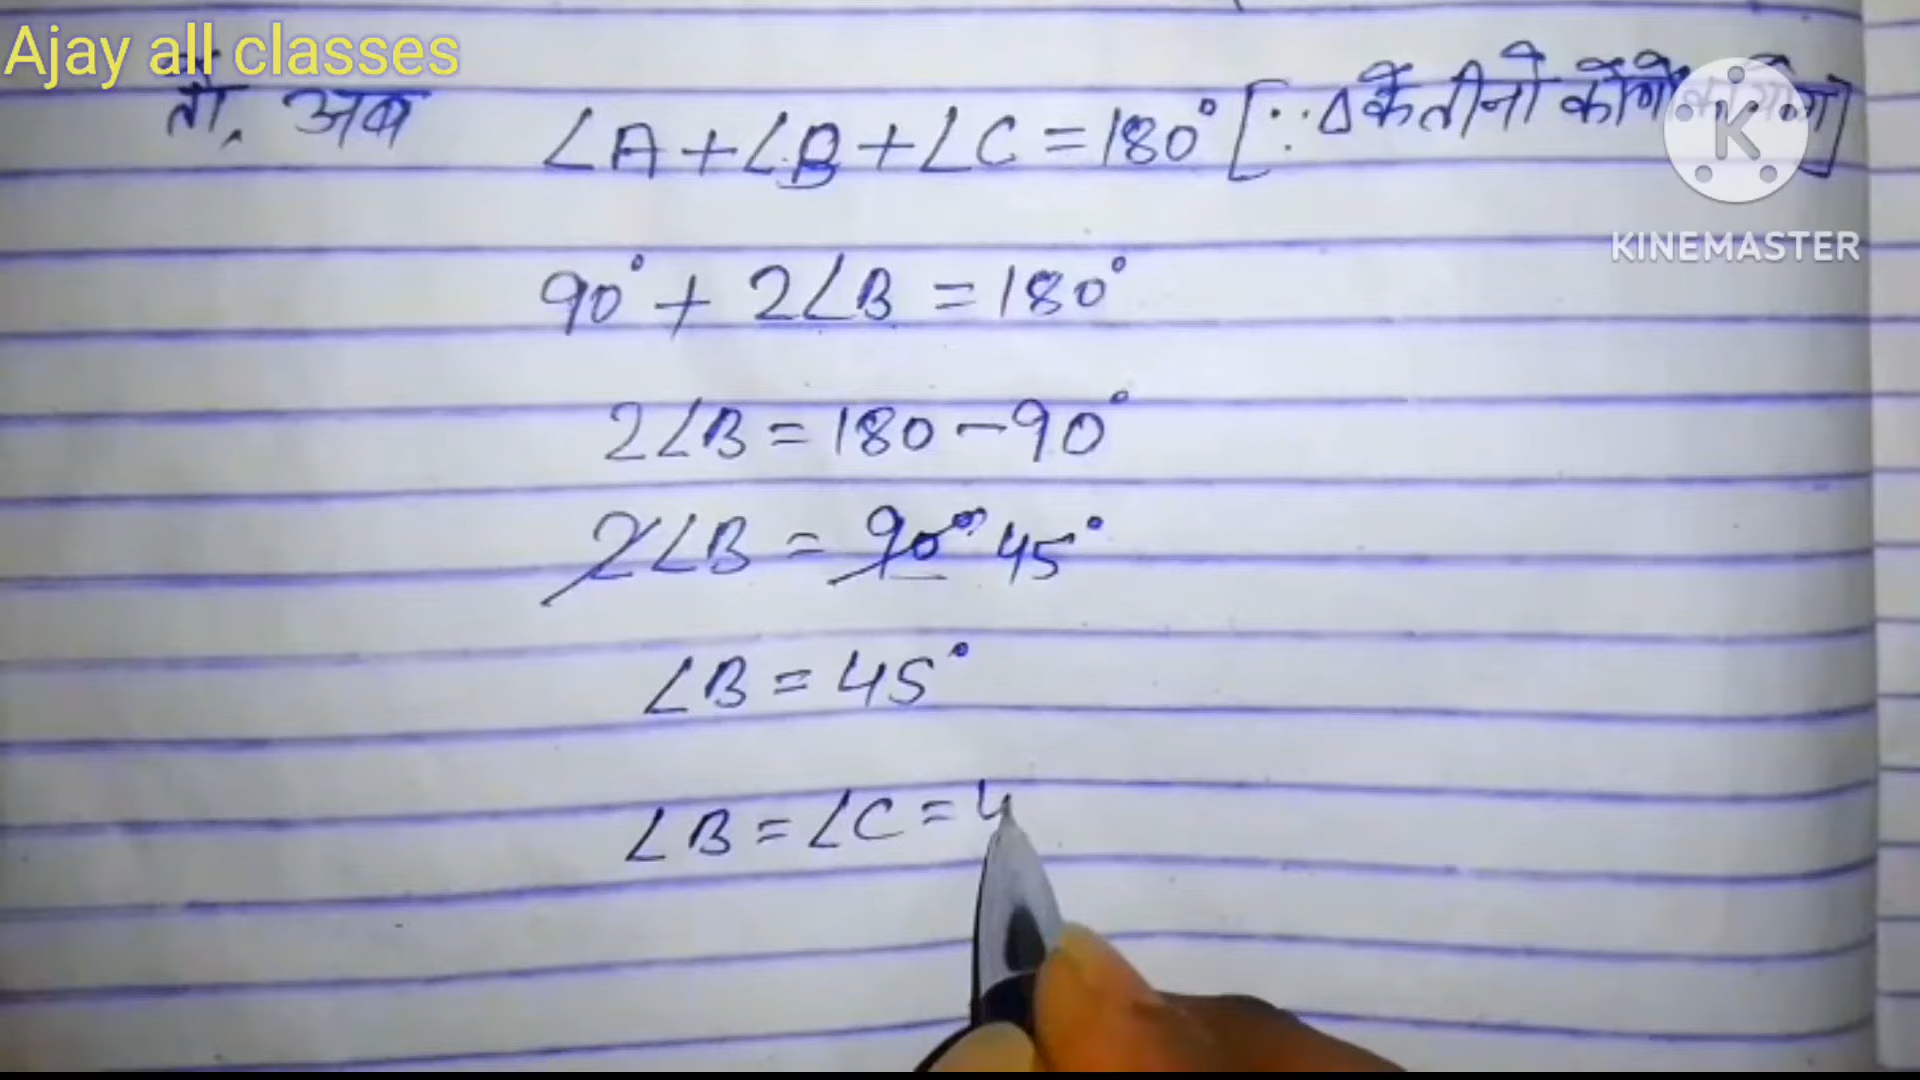 Ajay all classes
तो, अब ∠A+∠B+∠C=180° [∵Δ के तीनो कोणो का योग]
KINEMASTER
90°+2∠B=180°
2∠B=180-90°
2∠B=90° 45°
∠B=45°
∠B=∠C=4